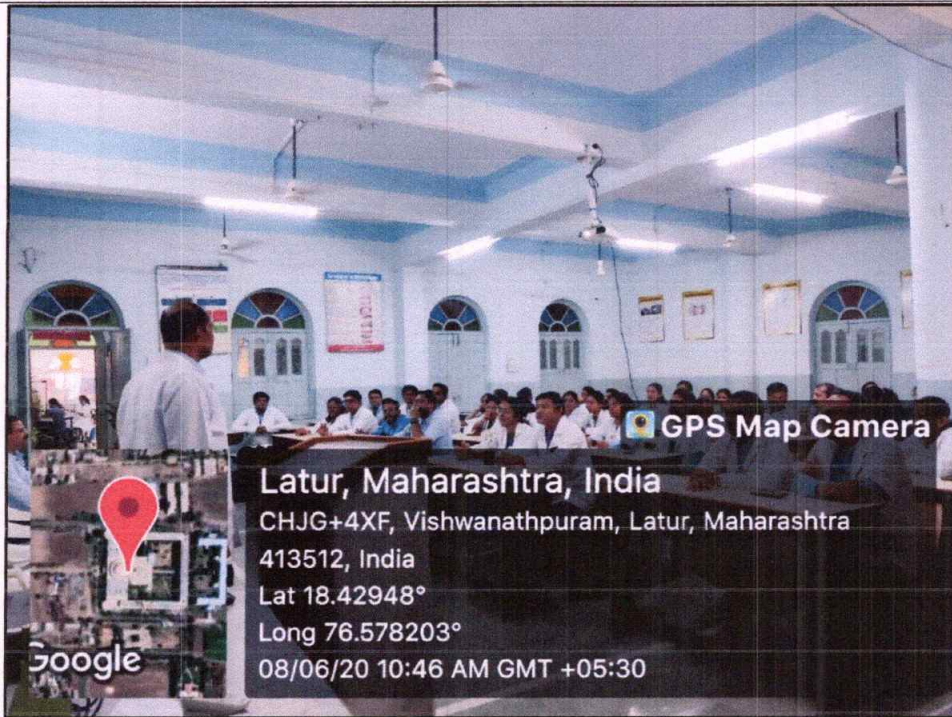 GPS Map Camera
Latur, Maharashtra, India
CHJG+4XF, Vishwanathpuram, Latur, Maharashtra
413512, India
Lat 18.42948°
Long 76.578203°
08/06/20 10:46 AM GMT +05:30
Google